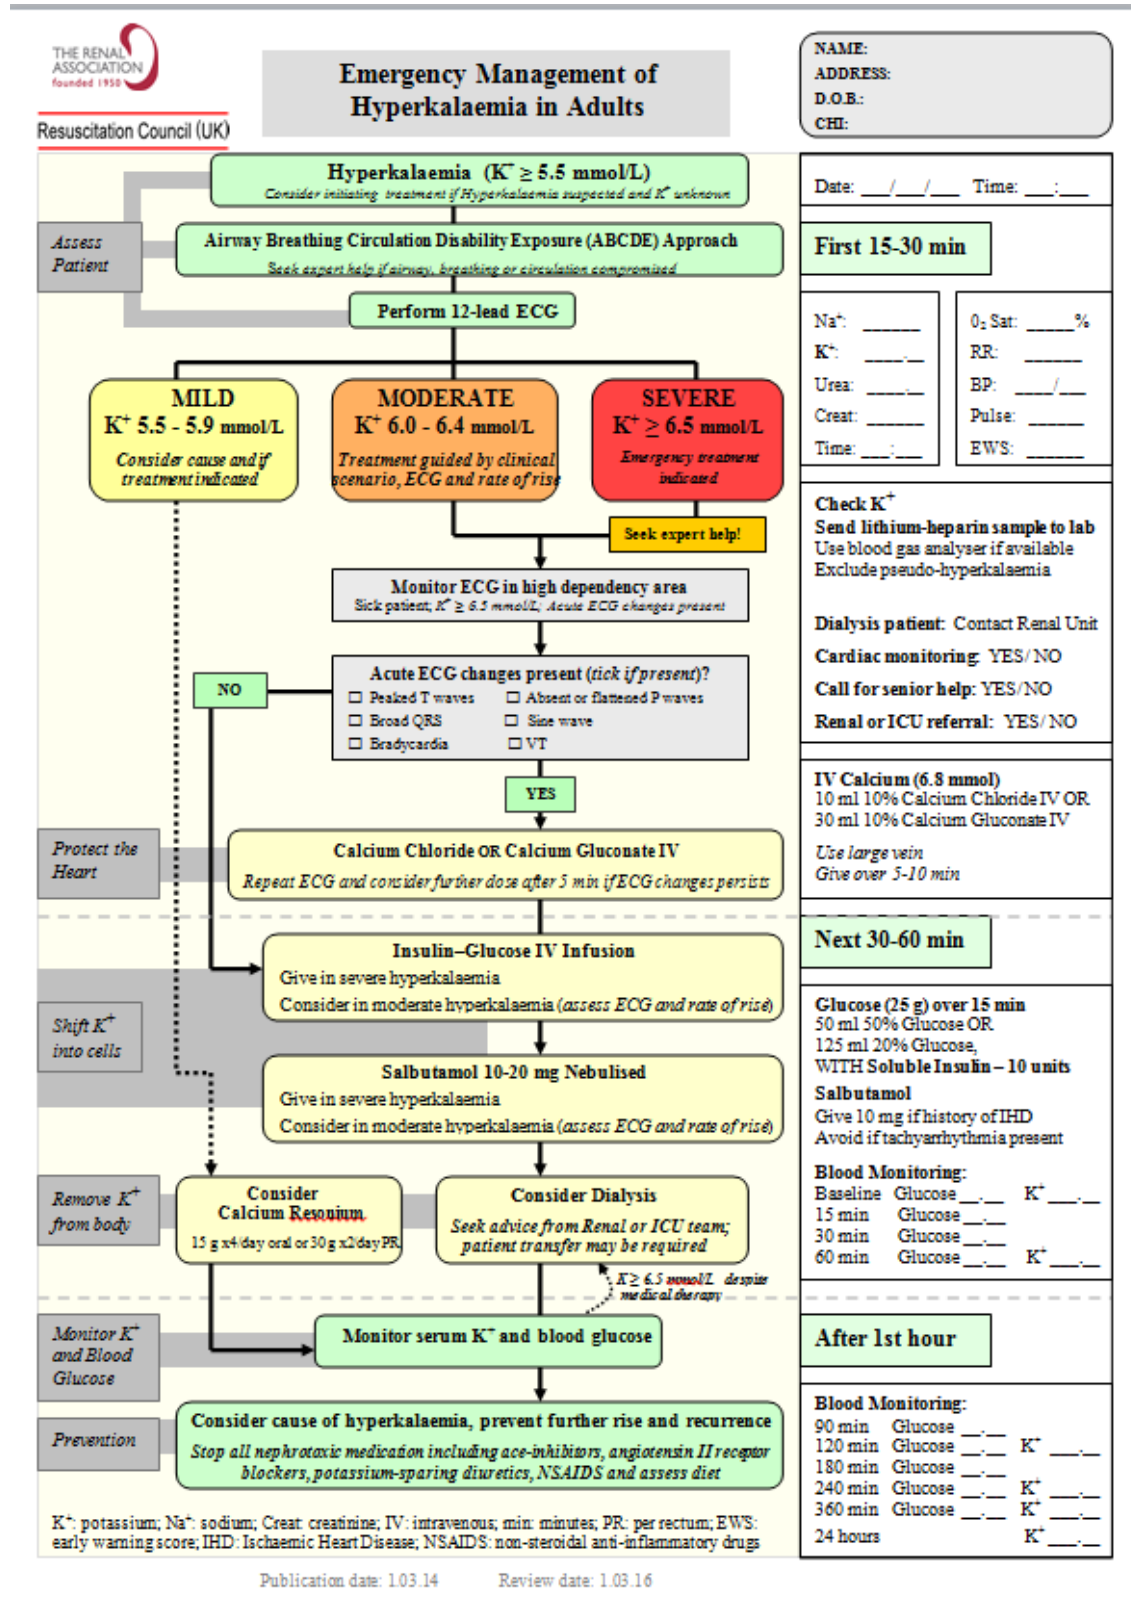 THE RENAL
ASSOCIATION
founded 1950
Resuscitation Council (UK)
Emergency Management of
Hyperkalaemia in Adults
NAME:
ADDRESS:
D.O.B.:
CHI:
Hyperkalaemia (K⁺ ≥ 5.5 mmol/L)
Consider initiating treatment if Hyperkalaemia suspected and K⁺ unknown
Assess
Patient
Airway Breathing Circulation Disability Exposure (ABCDE) Approach
Seek expert help if airway, breathing or circulation compromised
Perform 12-lead ECG
MILD
K⁺ 5.5 - 5.9 mmol/L
Consider cause and if
treatment indicated
MODERATE
K⁺ 6.0 - 6.4 mmol/L
Treatment guided by clinical
scenario, ECG and rate of rise
SEVERE
K⁺ ≥ 6.5 mmol/L
Emergency treatment
indicated
Seek expert help!
Monitor ECG in high dependency area
Sick patient; K⁺ ≥ 6.5 mmol/L; Acute ECG changes present
Acute ECG changes present (tick if present)?
☐ Peaked T waves ☐ Absent or flattened P waves
☐ Broad QRS ☐ Sine wave
☐ Bradycardia ☐ VT
NO
YES
Protect the
Heart
Calcium Chloride OR Calcium Gluconate IV
Repeat ECG and consider further dose after 5 min if ECG changes persists
Insulin–Glucose IV Infusion
Give in severe hyperkalaemia
Consider in moderate hyperkalaemia (assess ECG and rate of rise)
Shift K⁺
into cells
Salbutamol 10-20 mg Nebulised
Give in severe hyperkalaemia
Consider in moderate hyperkalaemia (assess ECG and rate of rise)
Remove K⁺
from body
Consider
Calcium Resonium
15 g x4/day oral or 30 g x2/day PR
Consider Dialysis
Seek advice from Renal or ICU team;
patient transfer may be required
K ≥ 6.5 mmol/L despite
medical therapy
Monitor K⁺
and Blood
Glucose
Monitor serum K⁺ and blood glucose
Prevention
Consider cause of hyperkalaemia, prevent further rise and recurrence
Stop all nephrotoxic medication including ace-inhibitors, angiotensin II receptor
blockers, potassium-sparing diuretics, NSAIDS and assess diet
K⁺: potassium; Na⁺: sodium; Creat: creatinine; IV: intravenous; min: minutes; PR: per rectum; EWS:
early warning score; IHD: Ischaemic Heart Disease; NSAIDS: non-steroidal anti-inflammatory drugs
Date: ___/___/___ Time: ___:___
First 15-30 min
Na⁺: ______
K⁺: ____.__
Urea: ____.__
Creat: ______
Time: ___:___
0₂ Sat: _____%
RR: ______
BP: ____/___
Pulse: ______
EWS: ______
Check K⁺
Send lithium-heparin sample to lab
Use blood gas analyser if available
Exclude pseudo-hyperkalaemia
Dialysis patient: Contact Renal Unit
Cardiac monitoring: YES/ NO
Call for senior help: YES/NO
Renal or ICU referral: YES/ NO
IV Calcium (6.8 mmol)
10 ml 10% Calcium Chloride IV OR
30 ml 10% Calcium Gluconate IV
Use large vein
Give over 5-10 min
Next 30-60 min
Glucose (25 g) over 15 min
50 ml 50% Glucose OR
125 ml 20% Glucose,
WITH Soluble Insulin – 10 units
Salbutamol
Give 10 mg if history of IHD
Avoid if tachyarrhythmia present
Blood Monitoring:
Baseline Glucose __.__ K⁺ ___.__
15 min Glucose __.__
30 min Glucose __.__
60 min Glucose __.__ K⁺ ___.__
After 1st hour
Blood Monitoring:
90 min Glucose __.__
120 min Glucose __.__ K⁺ ___.__
180 min Glucose __.__
240 min Glucose __.__ K⁺ ___.__
360 min Glucose __.__ K⁺ ___.__
24 hours K⁺ ___.__
Publication date: 1.03.14 Review date: 1.03.16